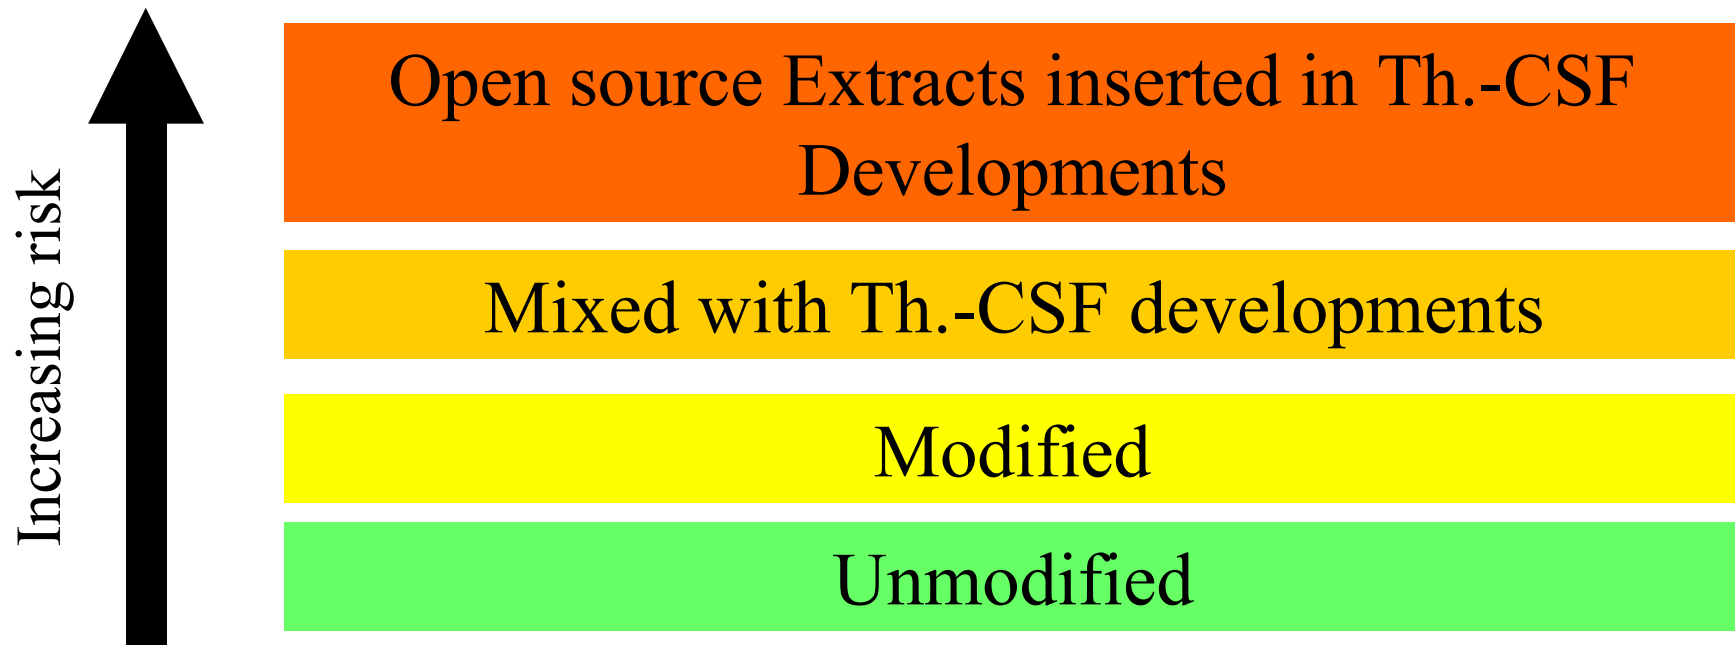 Increasing risk
Open source Extracts inserted in Th.-CSF
Developments
Mixed with Th.-CSF developments
Modified
Unmodified